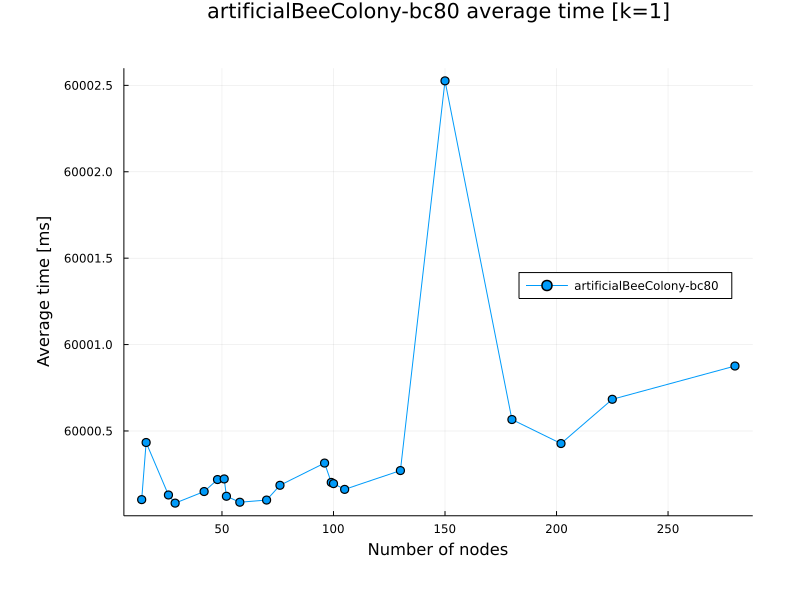 artificialBeeColony-bc80 average time [k=1]
60002.5
60002.0
60001.5
60001.0
60000.5
Average time [ms]
artificialBeeColony-bc80
50
100
150
200
250
Number of nodes